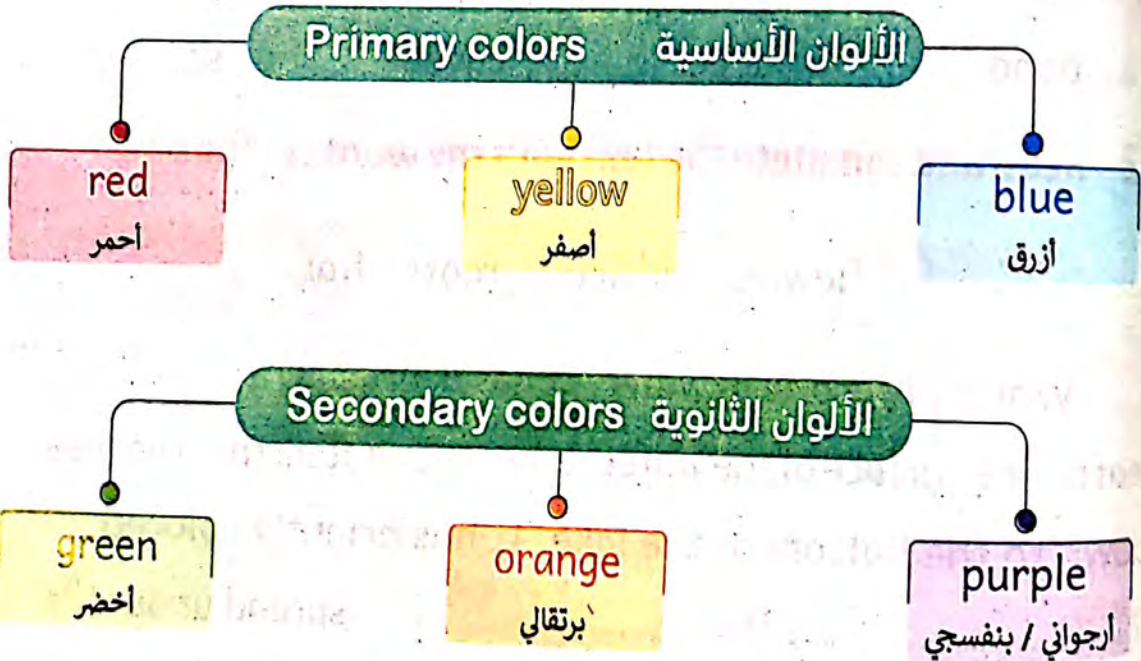 Primary colors الألوان الأساسية
red
أحمر
yellow
أصفر
blue
أزرق
Secondary colors الألوان الثانوية
green
أخضر
orange
برتقالي
purple
أرجواني / بنفسجي